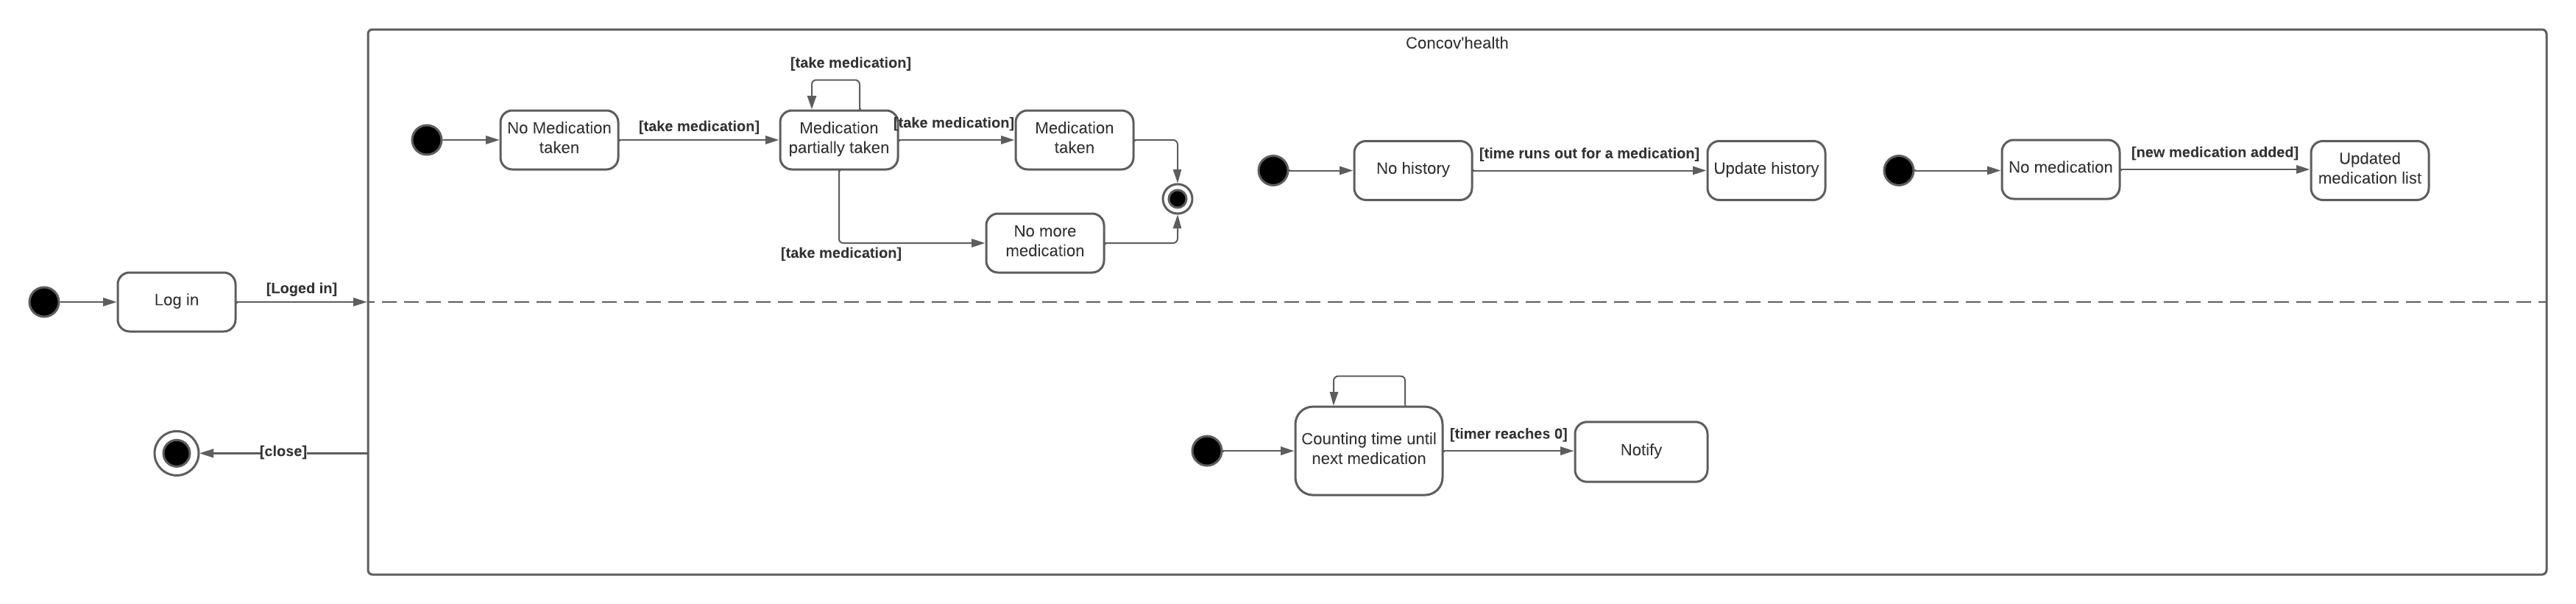 Concov'health
[take medication]
No Medication
taken
[take medication]
Medication
partially taken
[take medication]
Medication
taken
No history
[time runs out for a medication]
Update history
No medication
[new medication added]
Updated
medication list
No more
medication
[take medication]
Log in
[Loged in]
Counting time until
next medication
[timer reaches 0]
Notify
[close]